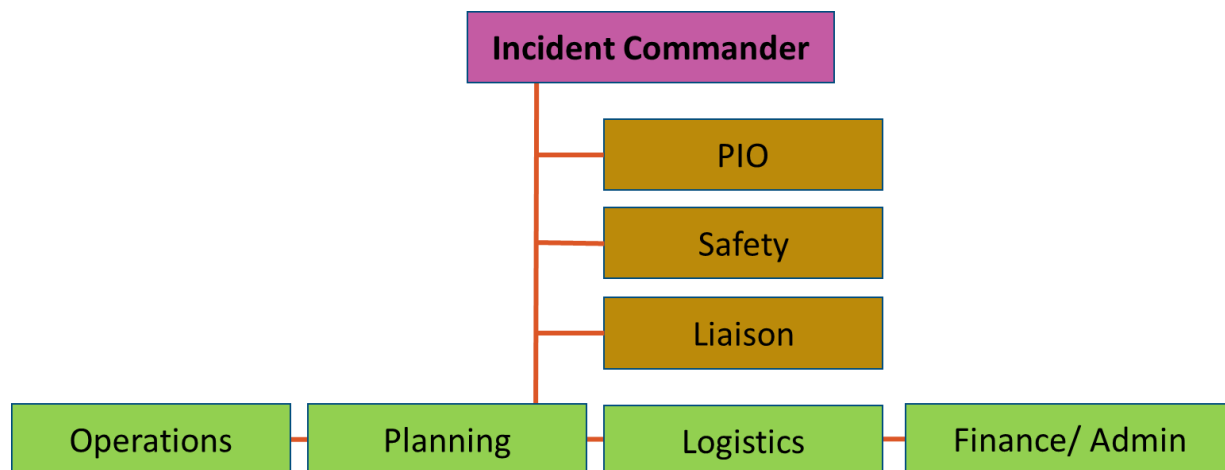 Incident Commander
PIO
Safety
Liaison
Operations
Planning
Logistics
Finance/ Admin